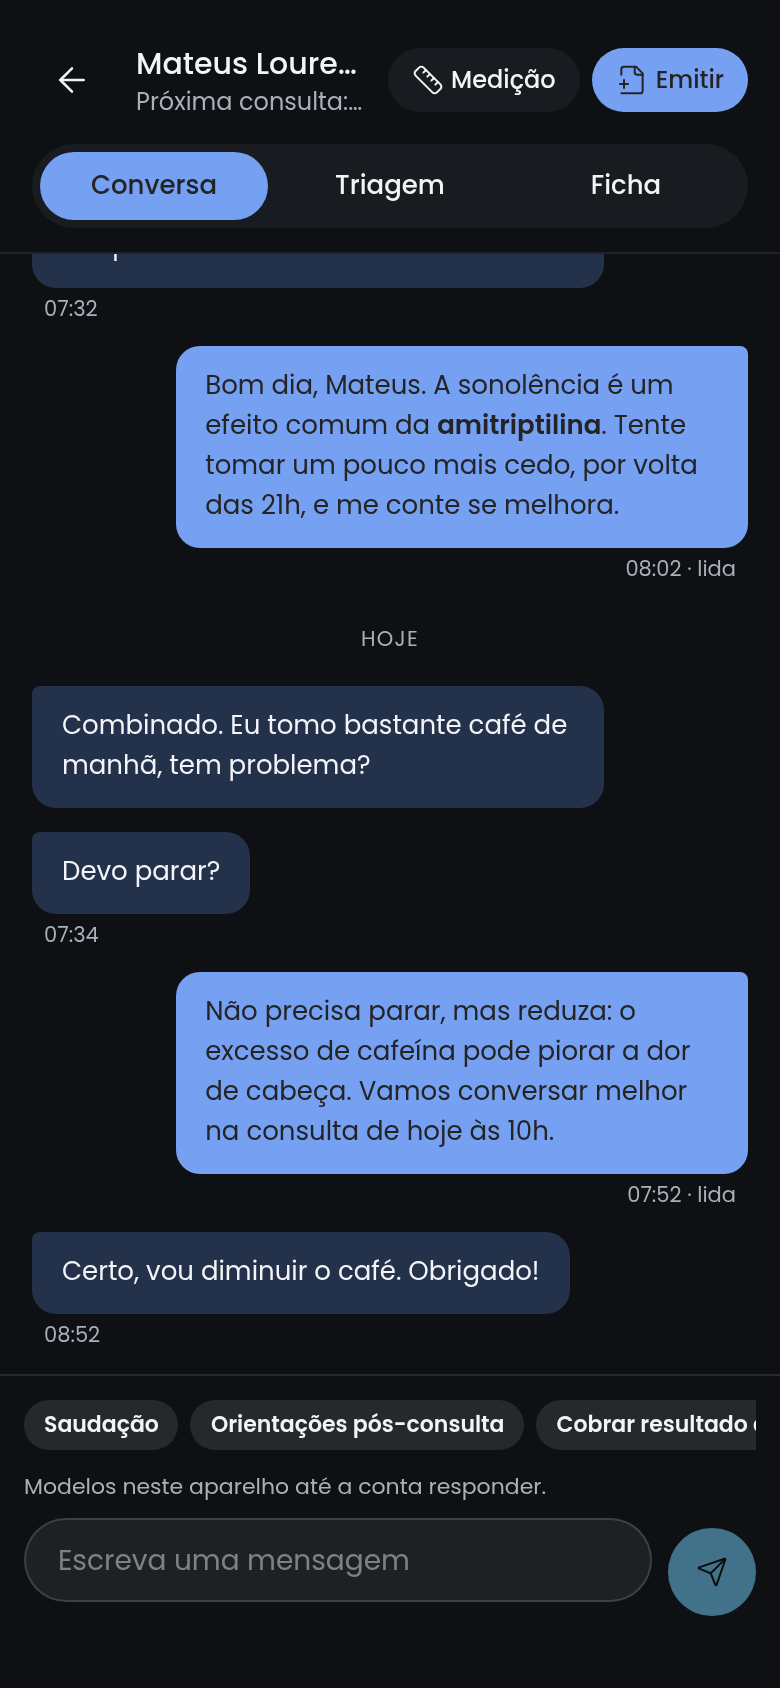 Mateus Loure...
Próxima consulta:...
Medição
Emitir
Conversa
Triagem
Ficha
07:32
Bom dia, Mateus. A sonolência é um
efeito comum da amitriptilina. Tente
tomar um pouco mais cedo, por volta
das 21h, e me conte se melhora.
08:02 · lida
HOJE
Combinado. Eu tomo bastante café de
manhã, tem problema?
Devo parar?
07:34
Não precisa parar, mas reduza: o
excesso de cafeína pode piorar a dor
de cabeça. Vamos conversar melhor
na consulta de hoje às 10h.
07:52 · lida
Certo, vou diminuir o café. Obrigado!
08:52
Saudação
Orientações pós-consulta
Cobrar resultado
Modelos neste aparelho até a conta responder.
Escreva uma mensagem